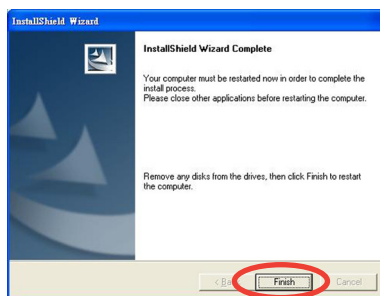 InstallShield Wizard
InstallShield Wizard Complete
Your computer must be restarted now in order to complete the
install process.
Please close other applications before restarting the computer.
Remove any disks from the drives, then click Finish to restart
the computer.
Finish
Cancel